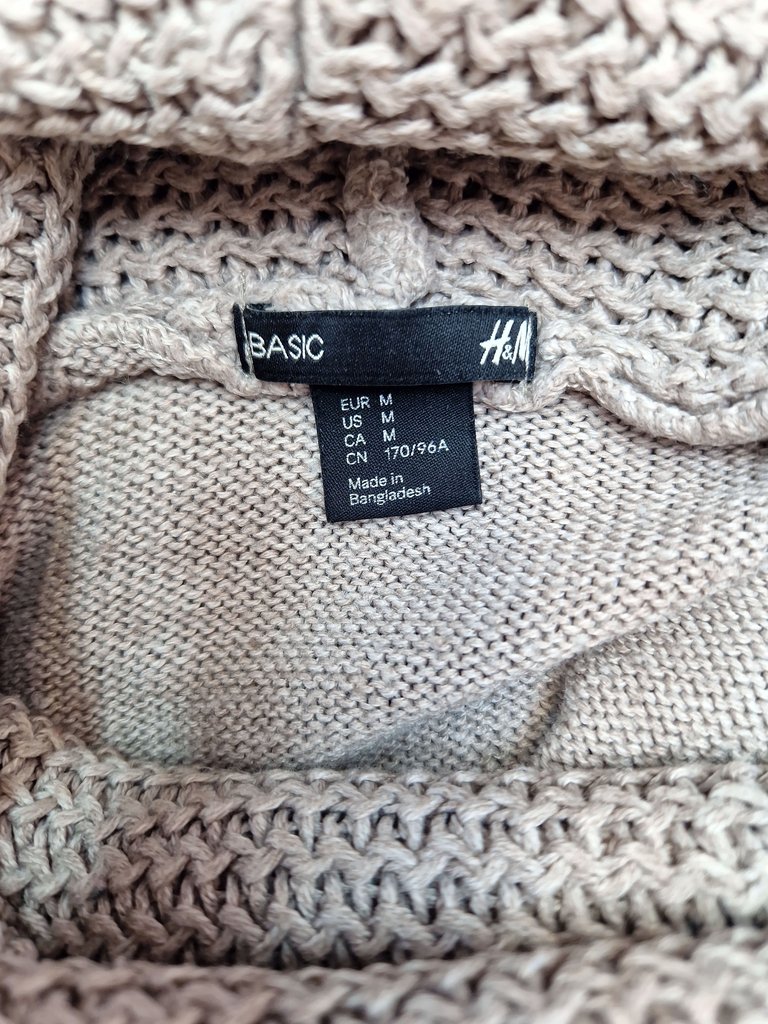 BASIC H&M
EUR M
US M
CA M
CN 170/96A
Made in
Bangladesh